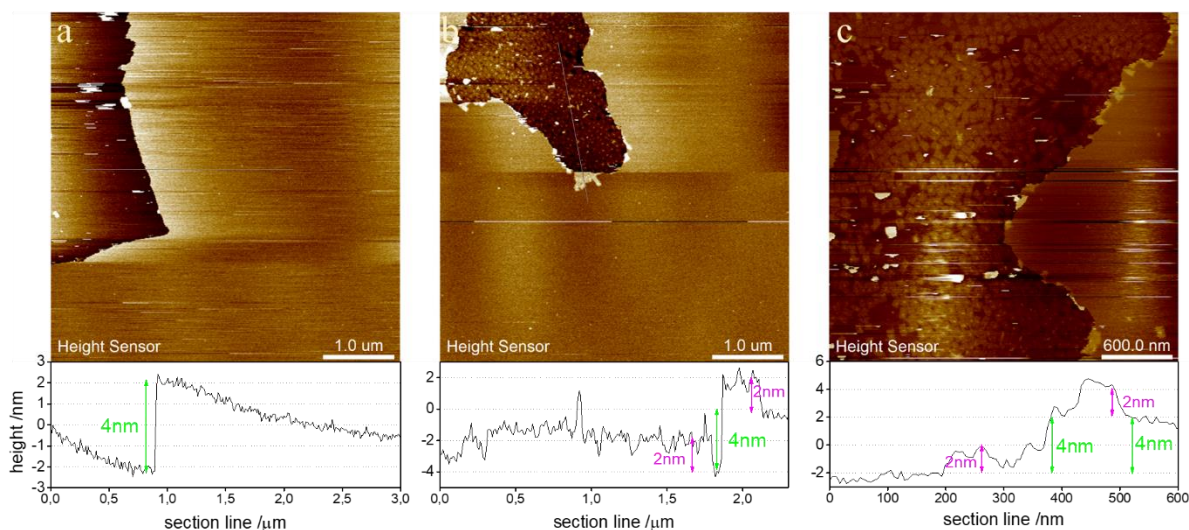 a
Height Sensor
1.0 um
height /nm
3
2
1
0
-1
-2
-3
4nm
0,0
0,5
1,0
1,5
2,0
2,5
3,0
section line /μm
b
Height Sensor
1.0 um
2
0
-2
-4
2nm
4nm
2nm
0,0
0,5
1,0
1,5
2,0
section line /μm
c
Height Sensor
600.0 nm
6
4
2
0
-2
2nm
4nm
2nm
4nm
0
100
200
300
400
500
600
section line /nm